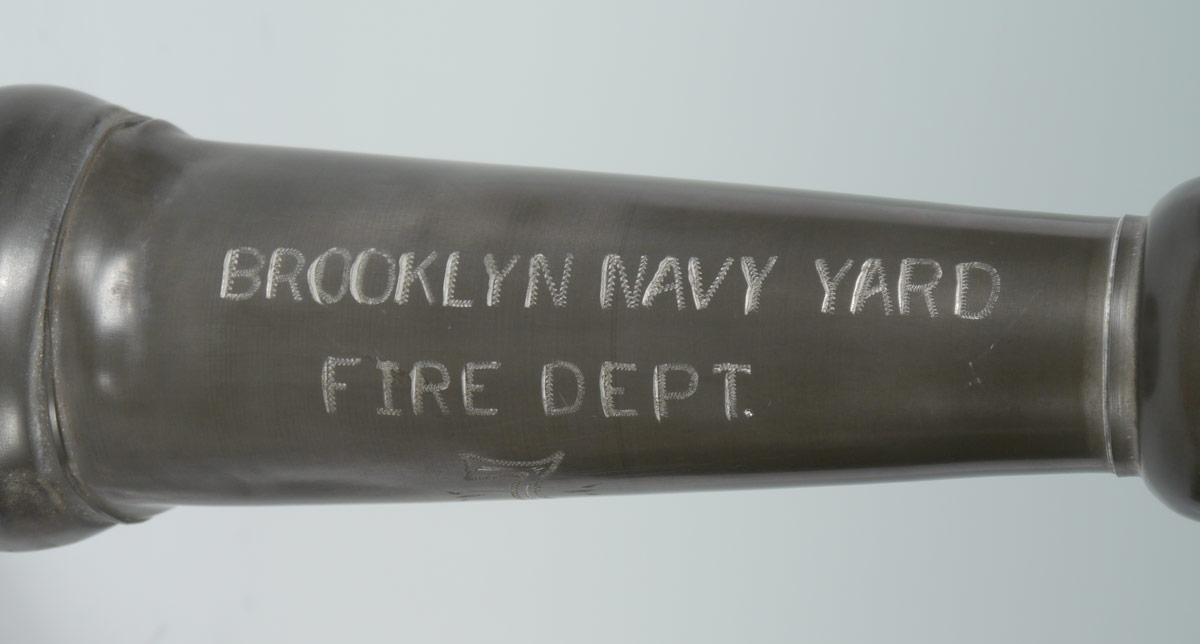 BROOKLYN NAVY YARD
FIRE DEPT.